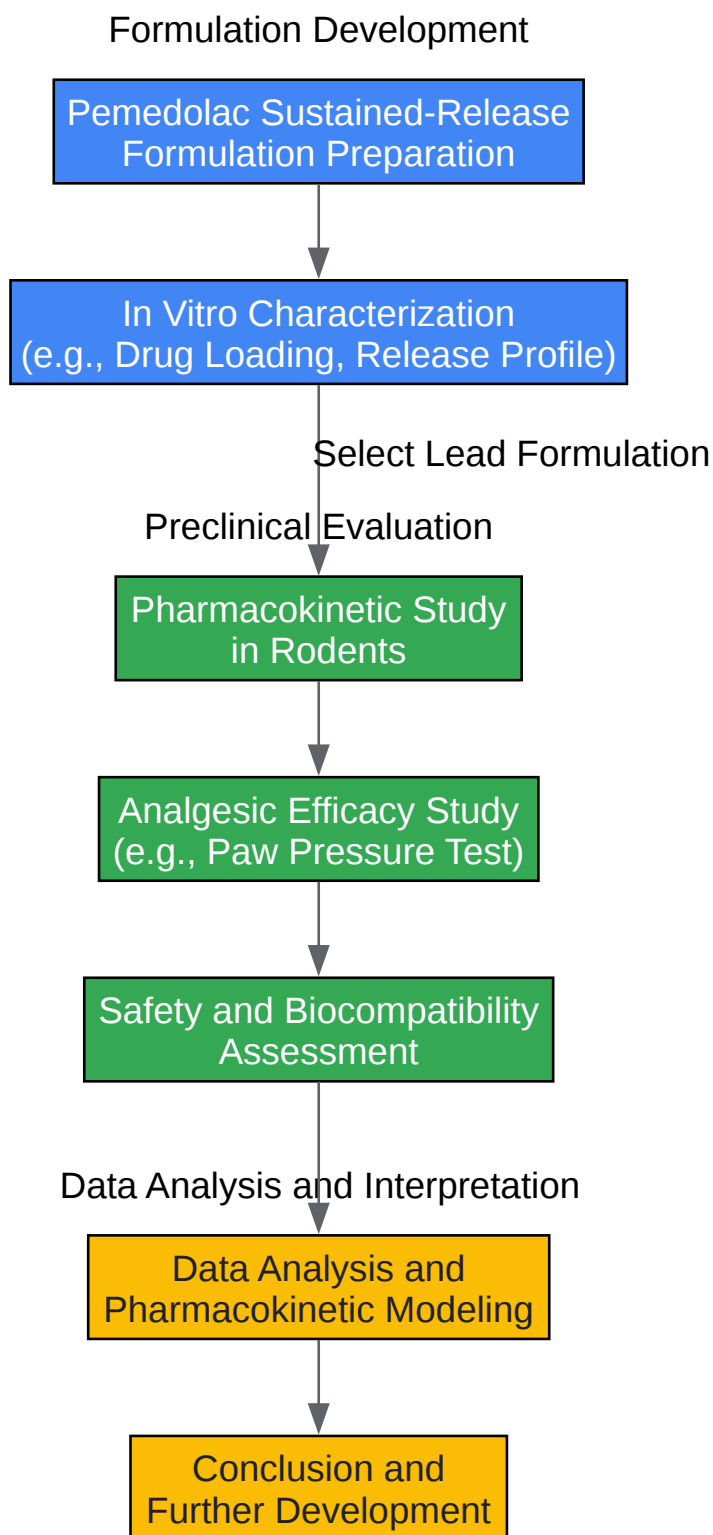 Formulation Development
Pemedolac Sustained-Release
Formulation Preparation
In Vitro Characterization
(e.g., Drug Loading, Release Profile)
Select Lead Formulation
Preclinical Evaluation
Pharmacokinetic Study
in Rodents
Analgesic Efficacy Study
(e.g., Paw Pressure Test)
Safety and Biocompatibility
Assessment
Data Analysis and Interpretation
Data Analysis and
Pharmacokinetic Modeling
Conclusion and
Further Development